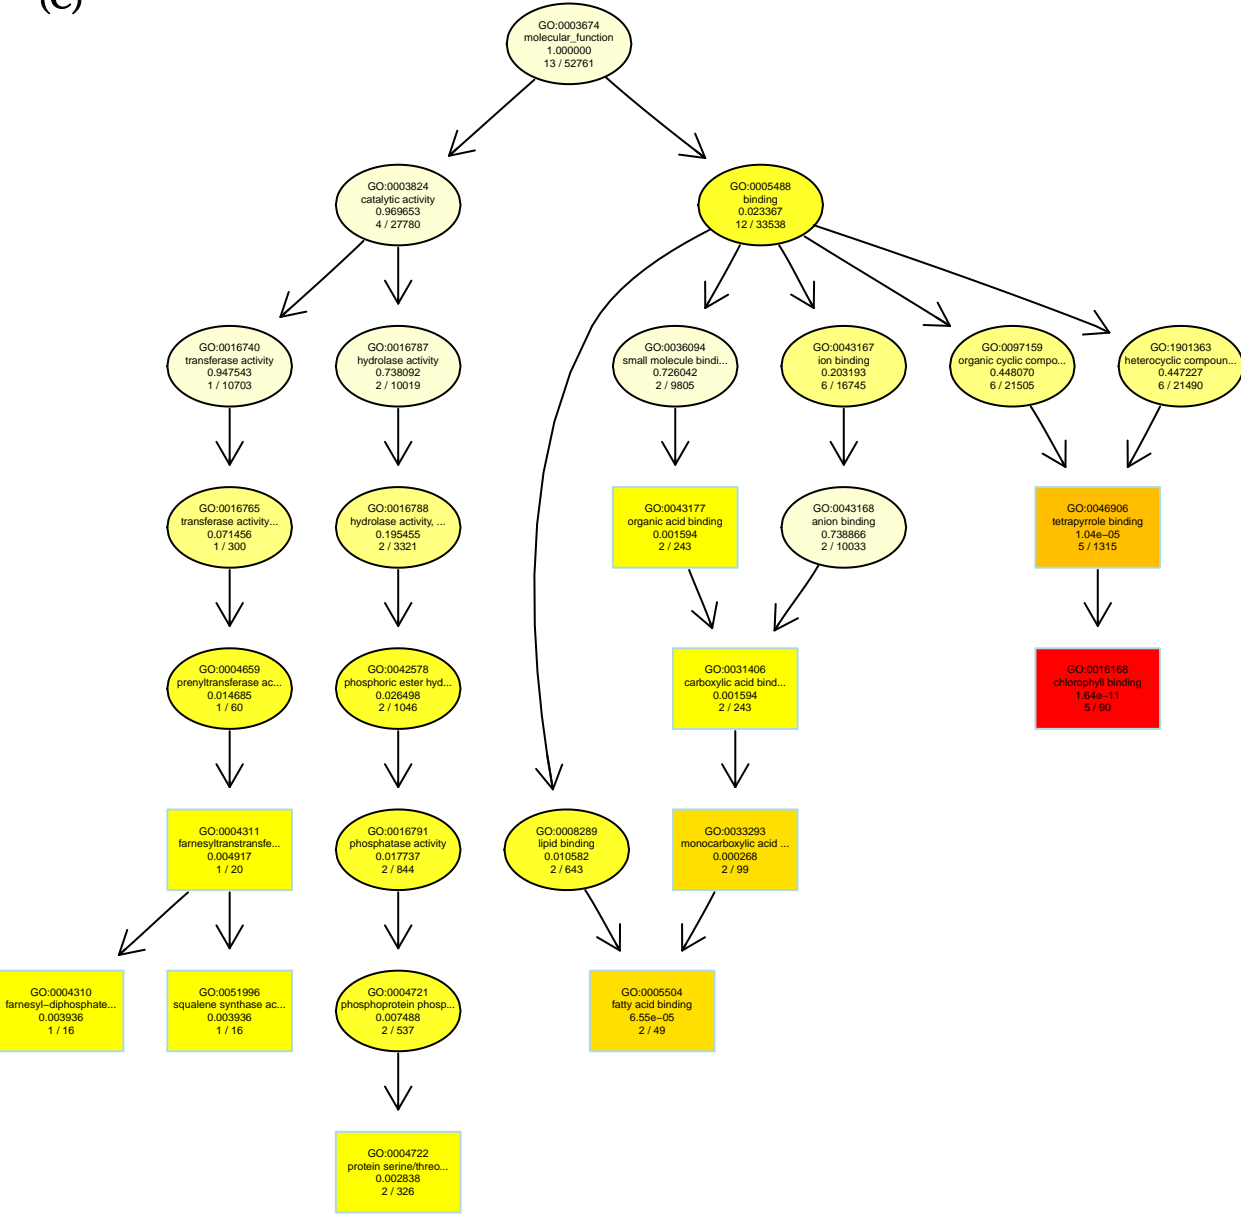 (C)
GO:0003674
molecular_function
1.000000
13 / 52761
GO:0003824
catalytic activity
0.969653
4 / 27780
GO:0005488
binding
0.023367
12 / 33538
GO:0016740
transferase activity
0.947543
1 / 10703
GO:0016787
hydrolase activity
0.738092
2 / 10019
GO:0036094
small molecule bindi...
0.726042
2 / 9805
GO:0043167
ion binding
0.203193
6 / 16745
GO:0097159
organic cyclic compo...
0.448070
6 / 21505
GO:1901363
heterocyclic compoun...
0.447227
6 / 21490
GO:0016765
transferase activity...
0.071456
1 / 300
GO:0016788
hydrolase activity, ...
0.195455
2 / 3321
GO:0043177
organic acid binding
0.001594
2 / 243
GO:0043168
anion binding
0.738866
2 / 10033
GO:0046906
tetrapyrrole binding
1.04e−05
5 / 1315
GO:0004659
prenyltransferase ac...
0.014685
1 / 60
GO:0042578
phosphoric ester hyd...
0.026498
2 / 1046
GO:0031406
carboxylic acid bind...
0.001594
2 / 243
GO:0016168
chlorophyll binding
1.64e−11
5 / 90
GO:0004311
farnesyltranstransfe...
0.004917
1 / 20
GO:0016791
phosphatase activity
0.017737
2 / 844
GO:0008289
lipid binding
0.010582
2 / 643
GO:0033293
monocarboxylic acid ...
0.000268
2 / 99
GO:0004310
farnesyl−diphosphate...
0.003936
1 / 16
GO:0051996
squalene synthase ac...
0.003936
1 / 16
GO:0004721
phosphoprotein phosp...
0.007488
2 / 537
GO:0005504
fatty acid binding
6.55e−05
2 / 49
GO:0004722
protein serine/threo...
0.002838
2 / 326